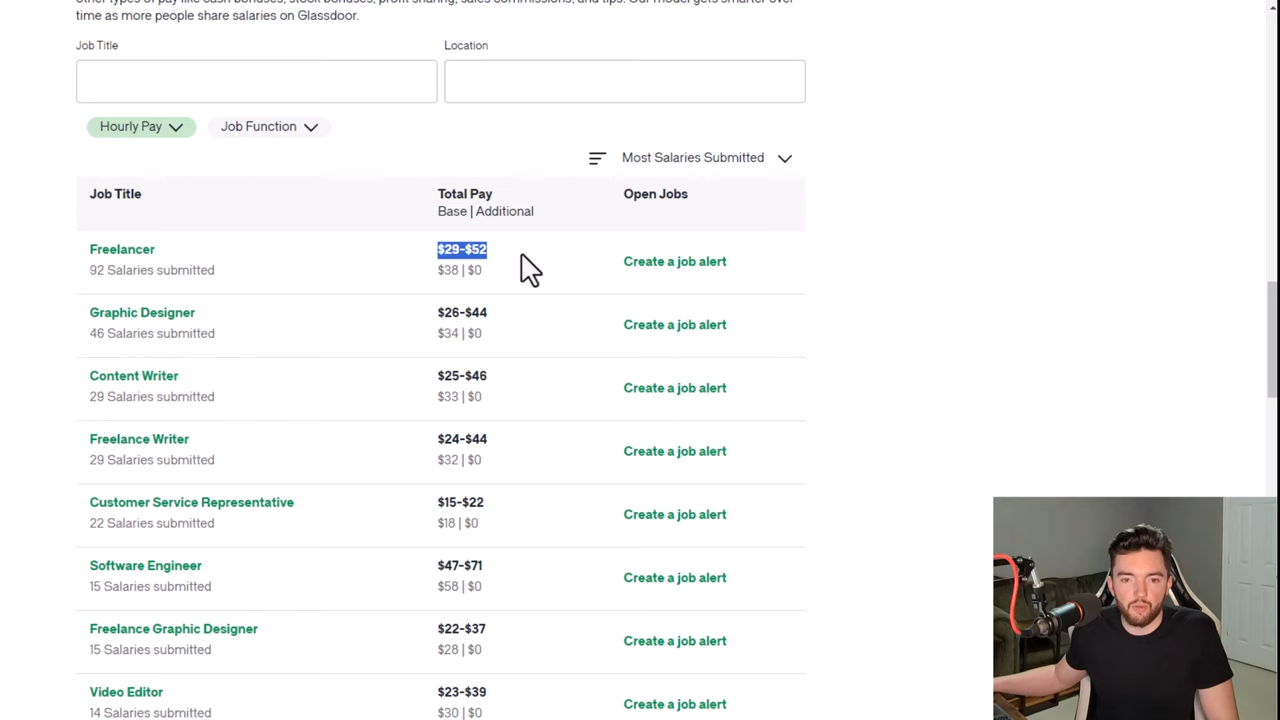 other types of pay like cash bonuses, stock bonuses, profit sharing, sales commissions, and tips. Our model gets smarter over
time as more people share salaries on Glassdoor.
Job Title
Location
Hourly Pay
Job Function
Most Salaries Submitted
Job Title
Total Pay
Base | Additional
Open Jobs
Freelancer
92 Salaries submitted
$29-$52
$38 | $0
Create a job alert
Graphic Designer
46 Salaries submitted
$26-$44
$34 | $0
Create a job alert
Content Writer
29 Salaries submitted
$25-$46
$33 | $0
Create a job alert
Freelance Writer
29 Salaries submitted
$24-$44
$32 | $0
Create a job alert
Customer Service Representative
22 Salaries submitted
$15-$22
$18 | $0
Create a job alert
Software Engineer
15 Salaries submitted
$47-$71
$58 | $0
Create a job alert
Freelance Graphic Designer
15 Salaries submitted
$22-$37
$28 | $0
Create a job alert
Video Editor
14 Salaries submitted
$23-$39
$30 | $0
Create a job alert